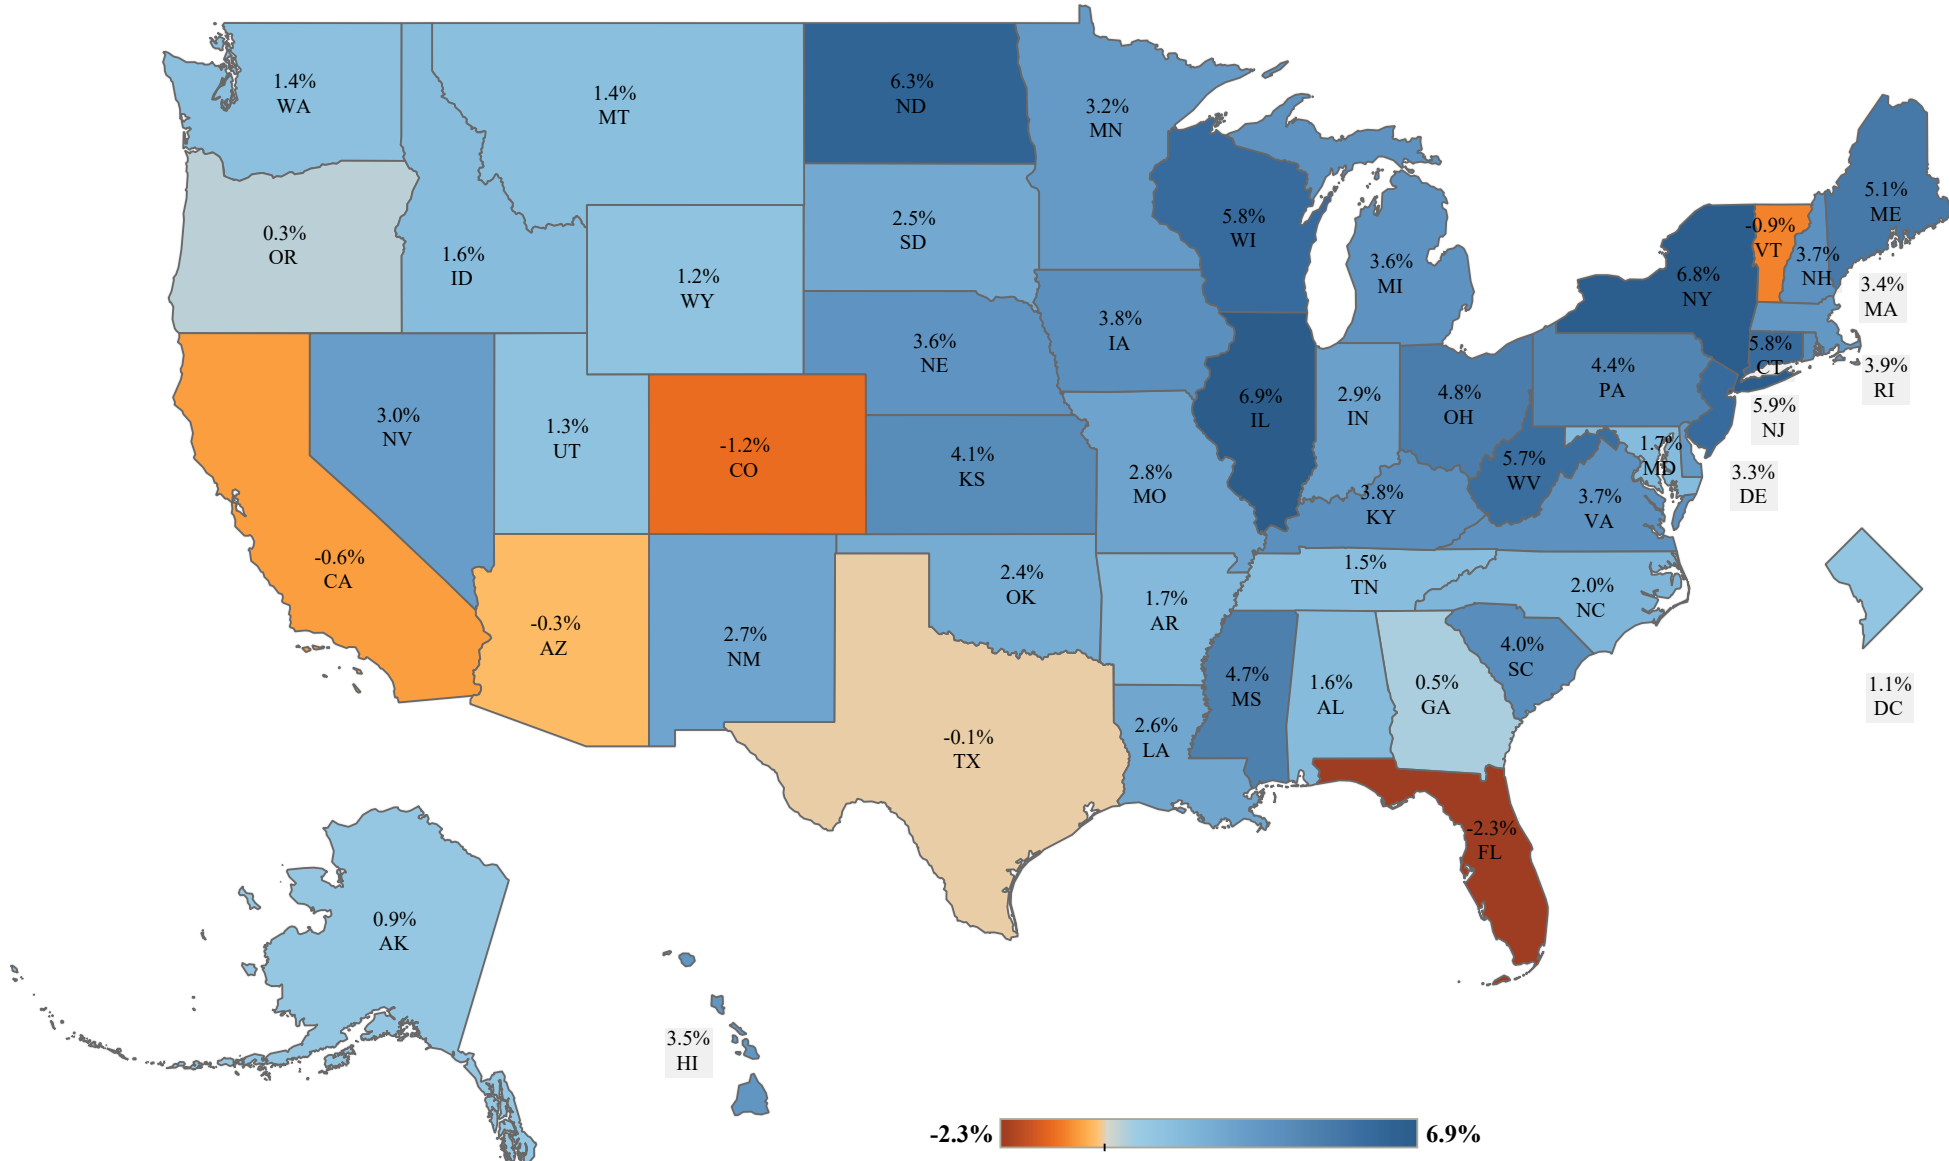 1.4%
WA
1.4%
MT
6.3%
ND
3.2%
MN
0.3%
OR
1.6%
ID
1.2%
WY
2.5%
SD
5.8%
WI
3.6%
MI
5.1%
ME
-0.9%
VT
3.7%
NH
6.8%
NY
3.4%
MA
3.0%
NV
1.3%
UT
-1.2%
CO
3.6%
NE
3.8%
IA
6.9%
IL
2.9%
IN
4.8%
OH
4.4%
PA
5.8%
CT
3.9%
RI
5.9%
NJ
4.1%
KS
2.8%
MO
3.8%
KY
5.7%
WV
1.7%
MD
3.7%
VA
3.3%
DE
-0.6%
CA
-0.3%
AZ
2.7%
NM
2.4%
OK
1.7%
AR
1.5%
TN
2.0%
NC
4.0%
SC
-0.1%
TX
2.6%
LA
4.7%
MS
1.6%
AL
0.5%
GA
1.1%
DC
-2.3%
FL
0.9%
AK
3.5%
HI
-2.3%
6.9%